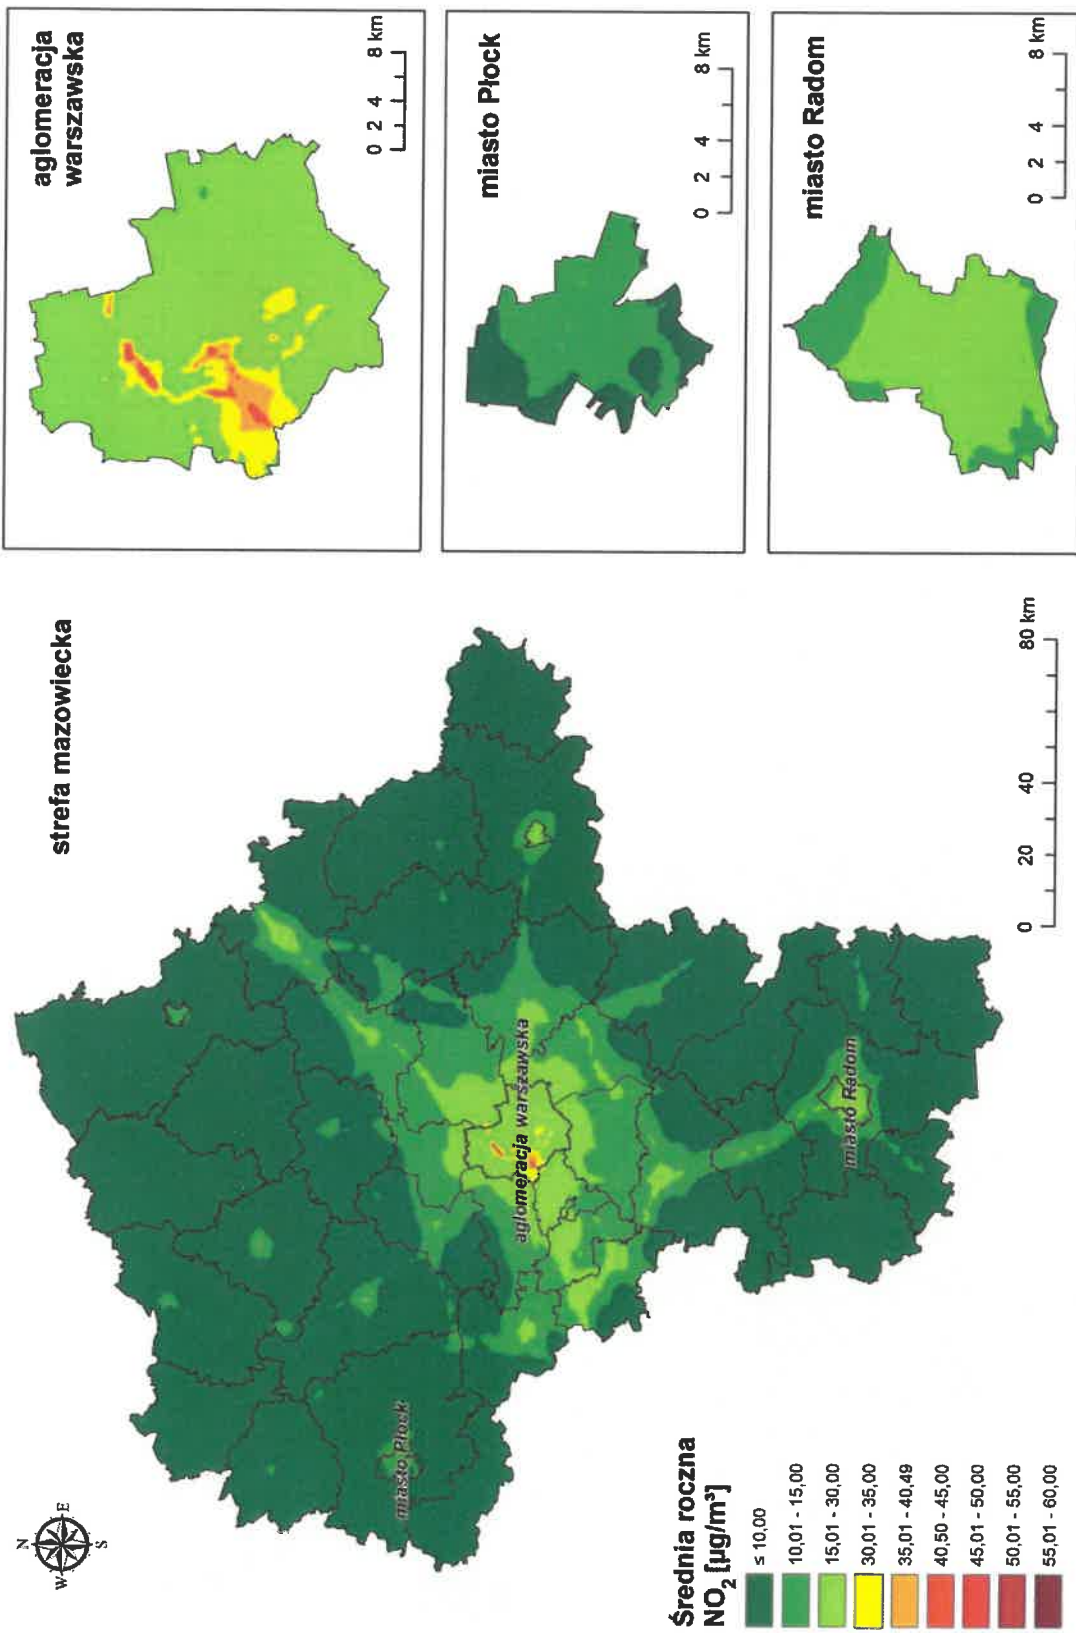 strefa mazowiecka
N
W
E
S
miasto Płock
aglomeracja warszawska
miasto Radom
0 20 40 80 km
Średnia roczna
NO₂ [µg/m³]
≤ 10,00
10,01 - 15,00
15,01 - 30,00
30,01 - 35,00
35,01 - 40,49
40,50 - 45,00
45,01 - 50,00
50,01 - 55,00
55,01 - 60,00
aglomeracja
warszawska
0 2 4 8 km
miasto Płock
0 2 4 8 km
miasto Radom
0 2 4 8 km